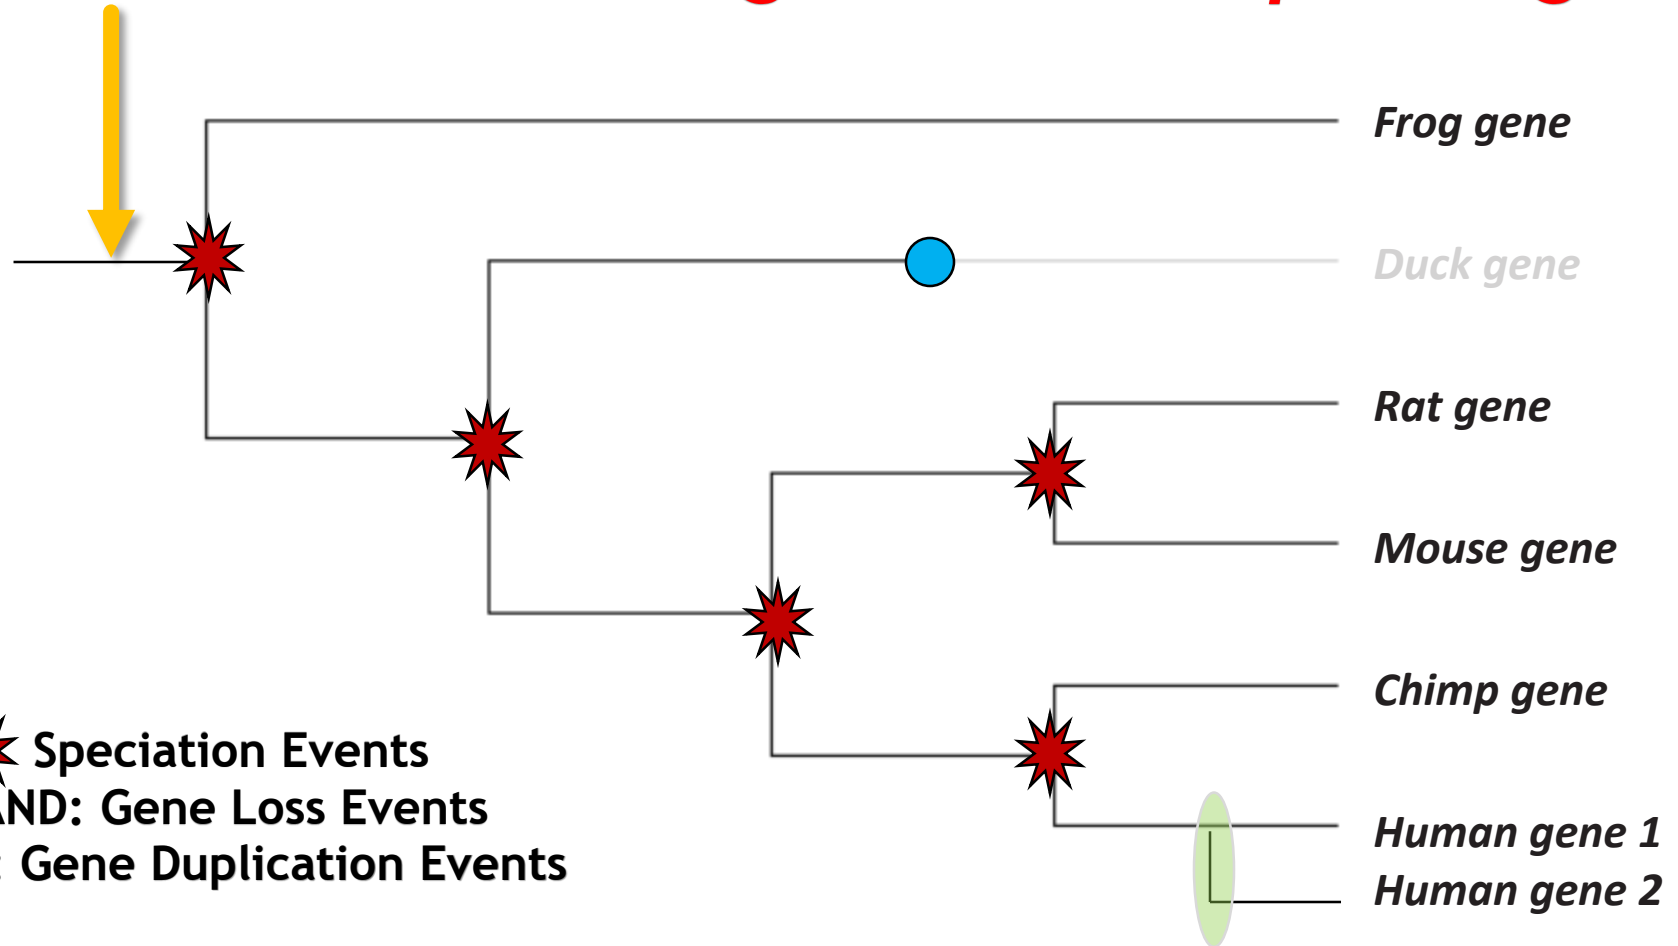 Frog gene
Duck gene
Rat gene
Mouse gene
Chimp gene
Speciation Events
AND: Gene Loss Events
: Gene Duplication Events
Human gene 1
Human gene 2